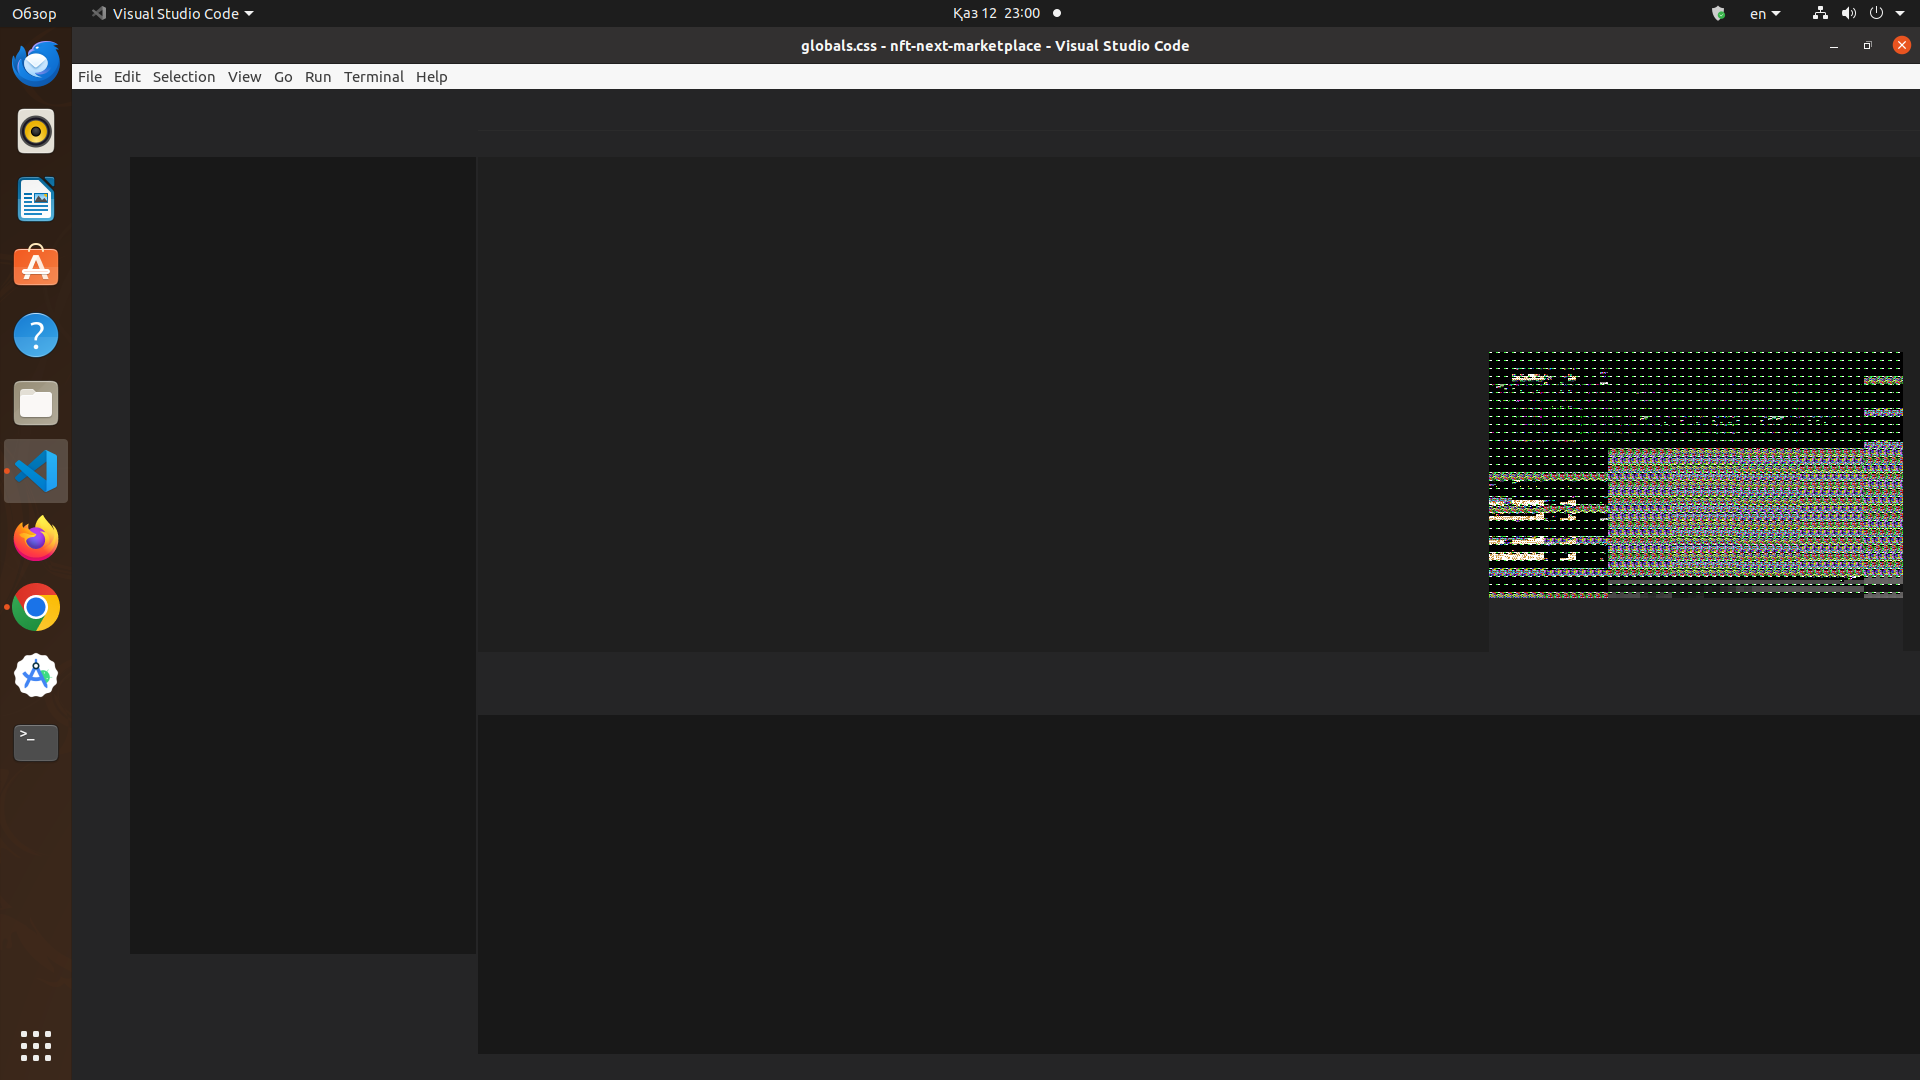 Обзор
Visual Studio Code
Қаз 12 23:00
en
globals.css - nft-next-marketplace - Visual Studio Code
File Edit Selection View Go Run Terminal Help
>_